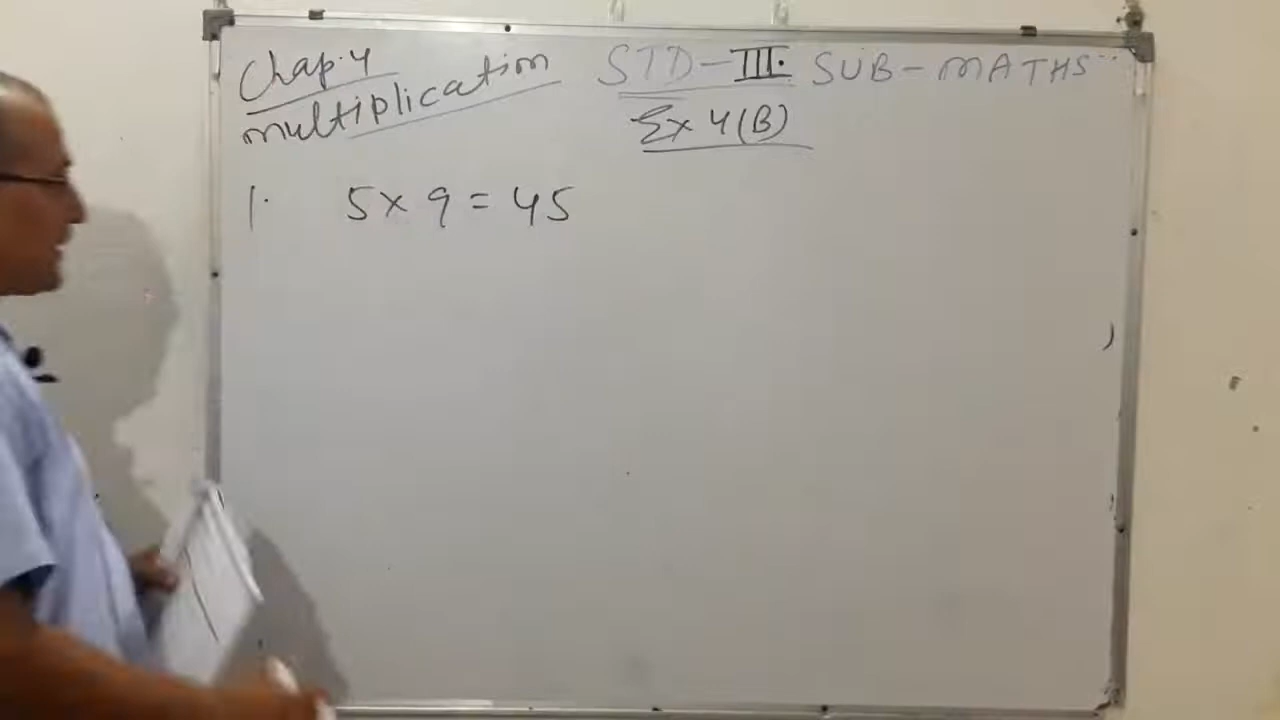 Chap. 4
multiplication
STD - III. SUB - MATHS
Ex 4 (B)
1. 5 x 9 = 45